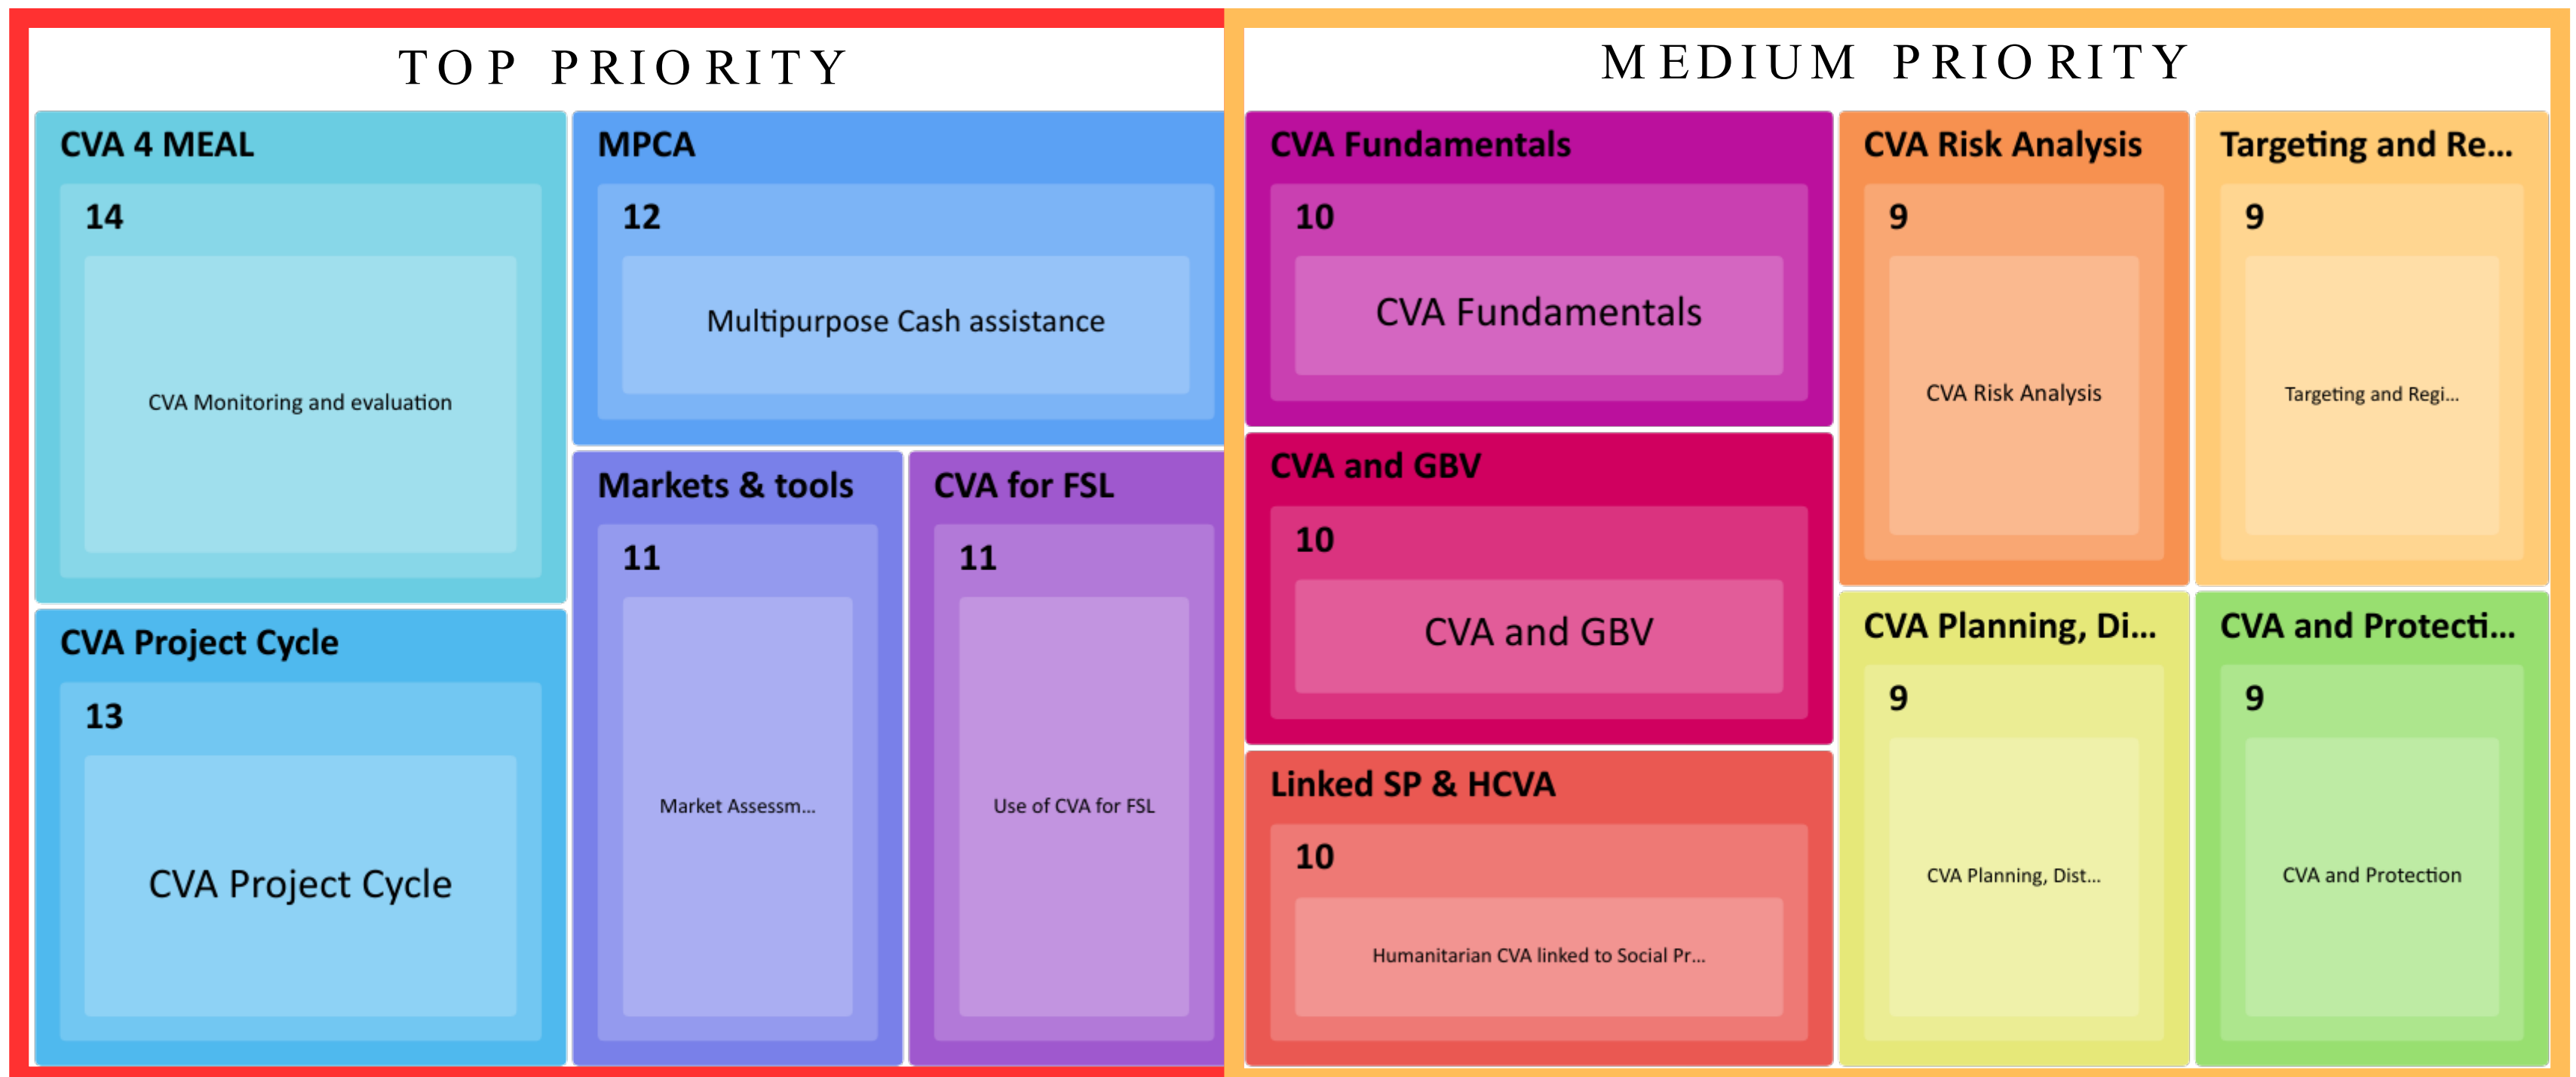 TOP PRIORITY
CVA 4 MEAL
14
CVA Monitoring and evaluation
CVA Project Cycle
13
CVA Project Cycle
MPCA
12
Multipurpose Cash assistance
Markets & tools
11
Market Assessm...
CVA for FSL
11
Use of CVA for FSL
MEDIUM PRIORITY
CVA Fundamentals
10
CVA Fundamentals
CVA and GBV
10
CVA and GBV
Linked SP & HCVA
10
Humanitarian CVA linked to Social Pr...
CVA Risk Analysis
9
CVA Risk Analysis
Targeting and Re...
9
Targeting and Regi...
CVA Planning, Di...
9
CVA Planning, Dist...
CVA and Protecti...
9
CVA and Protection